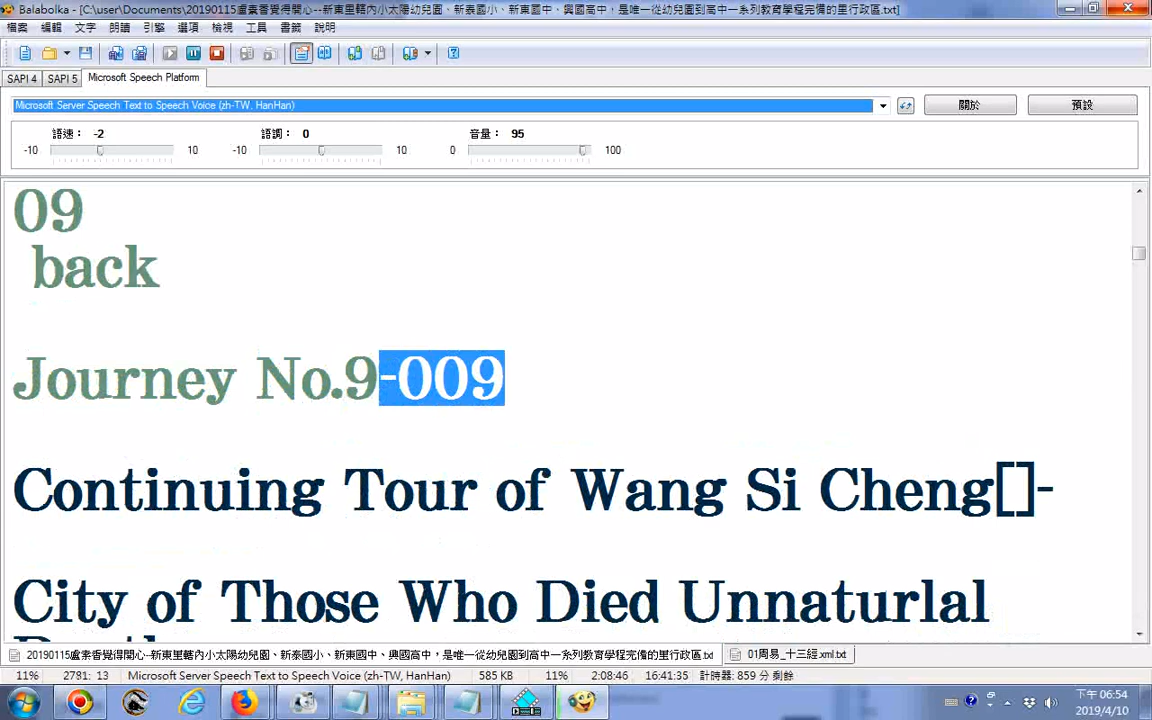 Balabolka - [C:\user\Documents\20190115盧素香覺得開心--新東里轄內小太陽幼兒園、新泰國小、新東國中、興國高中，是唯一從幼兒園到高中一系列教育學程完備的里行政區.txt]
檔案 編輯 文字 朗讀 引擎 選項 檢視 工具 書籤 說明
SAPI 4 SAPI 5 Microsoft Speech Platform
Microsoft Server Speech Text to Speech Voice (zh-TW, HanHan) 關於 預設
語速： -2 語調： 0 音量： 95
-10 10 -10 10 0 100
09
back
Journey No.9-009
Continuing Tour of Wang Si Cheng[]-
City of Those Who Died Unnaturlal
20190115盧素香覺得開心--新東里轄內小太陽幼兒園、新泰國小、新東國中、興國高中，是唯一從幼兒園到高中一系列教育學程完備的里行政區.txt 01周易_十三經.xml.txt
11% 2781: 13 Microsoft Server Speech Text to Speech Voice (zh-TW, HanHan) 585 KB 11% 2:08:46 16:41:35 計時器: 859 分 剩餘
下午 06:54
2019/4/10